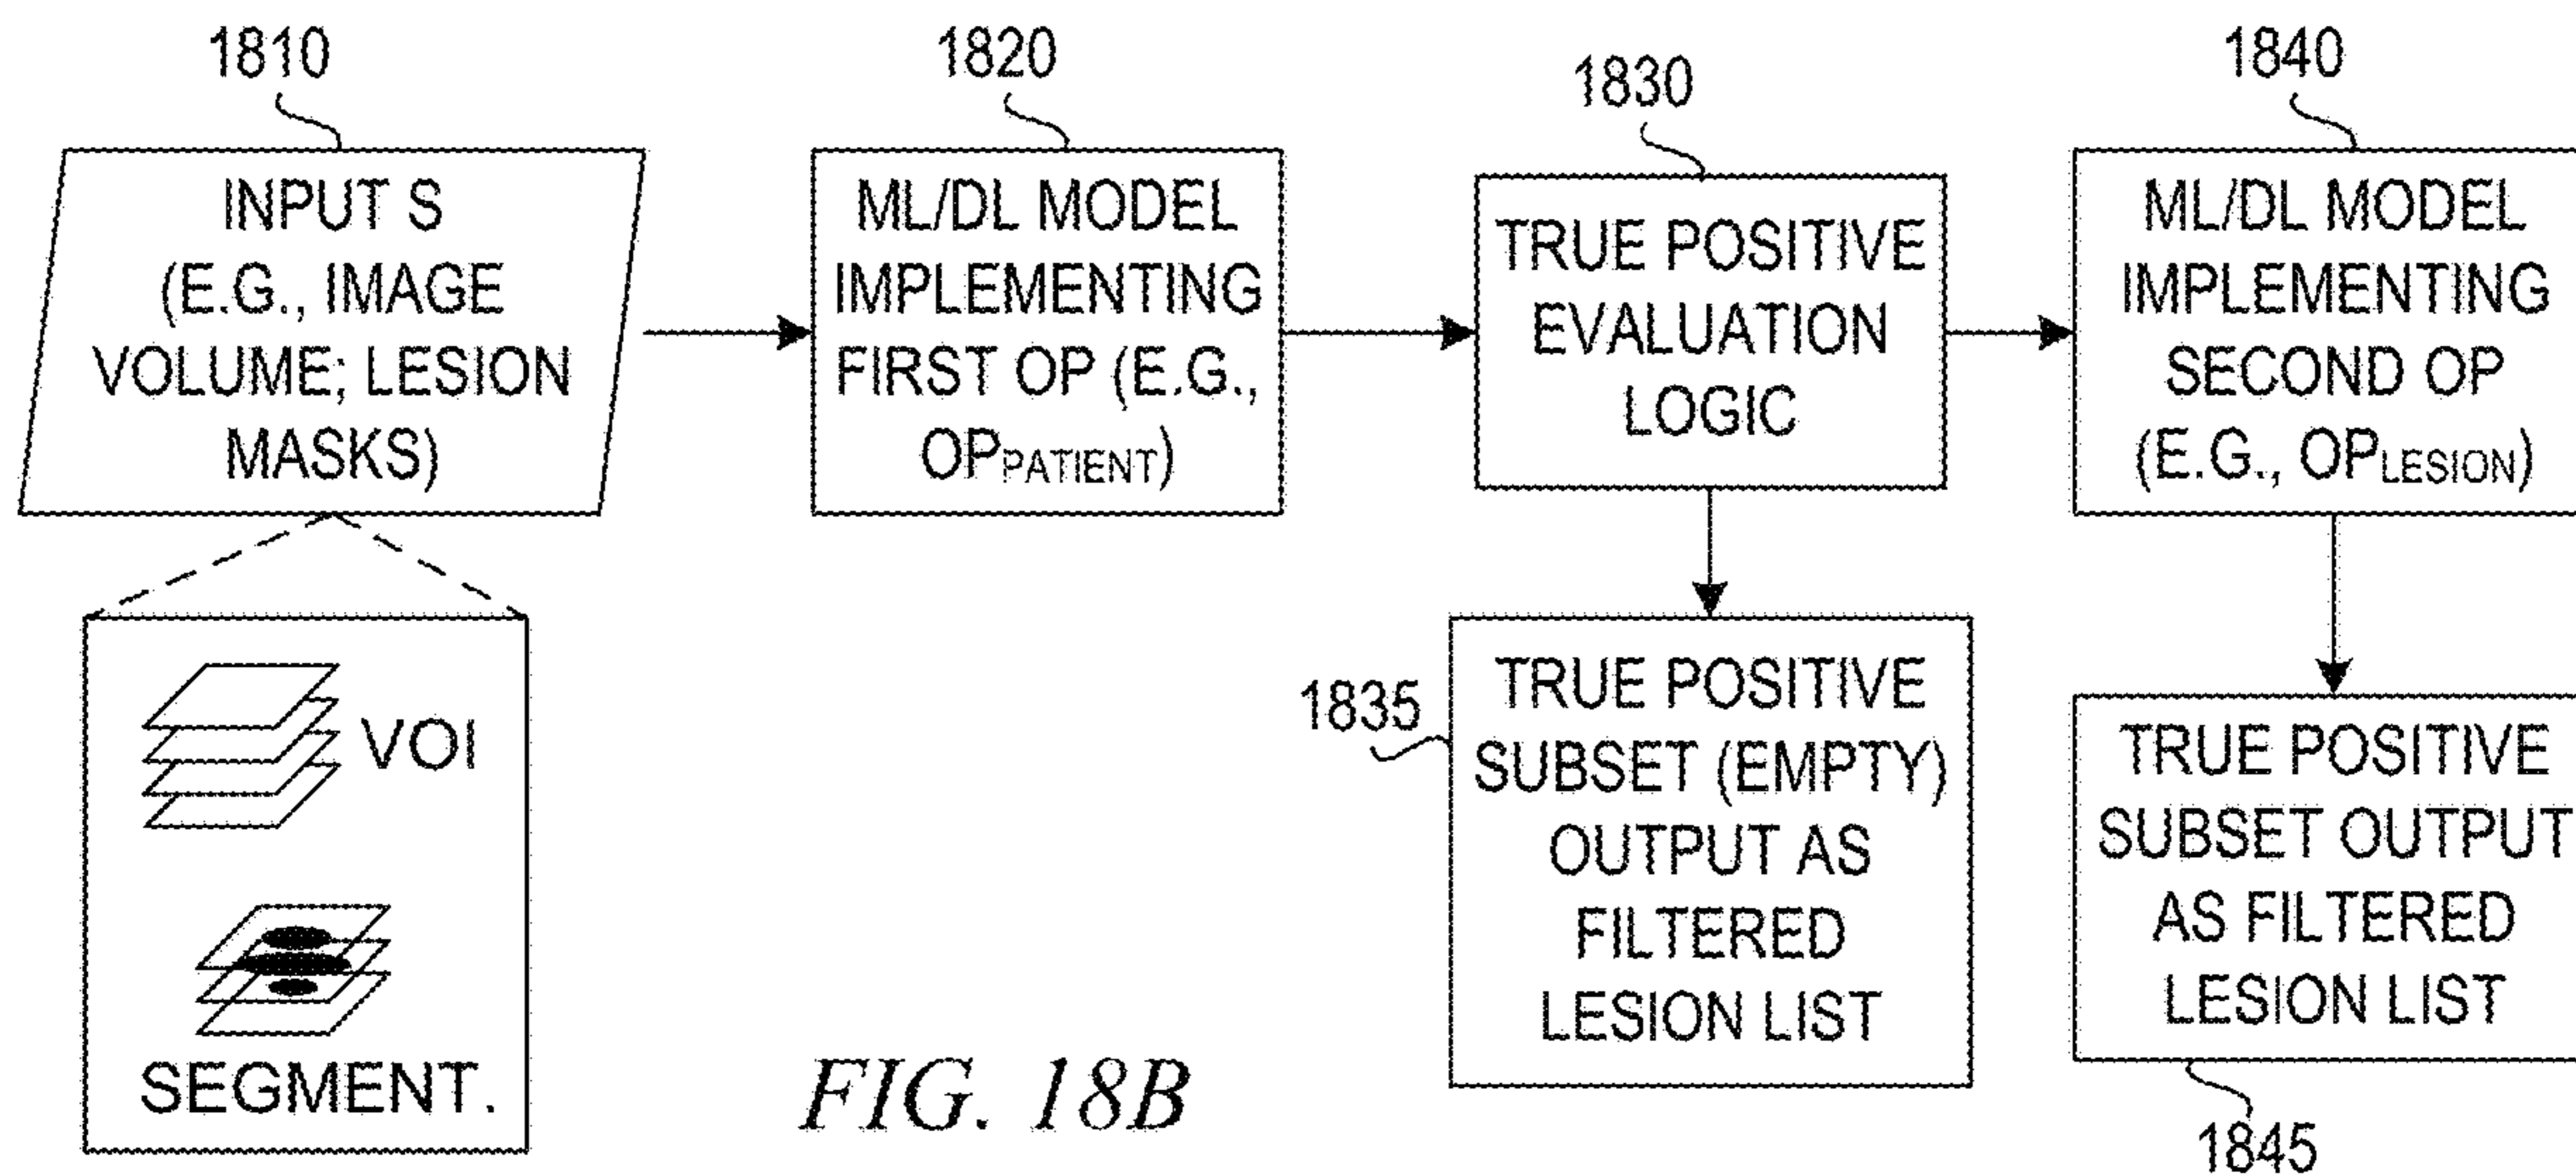 1810
INPUT S
(E.G., IMAGE
VOLUME; LESION
MASKS)
VOI
SEGMENT.
1820
ML/DL MODEL
IMPLEMENTING
FIRST OP (E.G.,
OPPATIENT)
1830
TRUE POSITIVE
EVALUATION
LOGIC
1835
TRUE POSITIVE
SUBSET (EMPTY)
OUTPUT AS
FILTERED
LESION LIST
1840
ML/DL MODEL
IMPLEMENTING
SECOND OP
(E.G., OPLESION)
TRUE POSITIVE
SUBSET OUTPUT
AS FILTERED
LESION LIST
1845
FIG. 18B